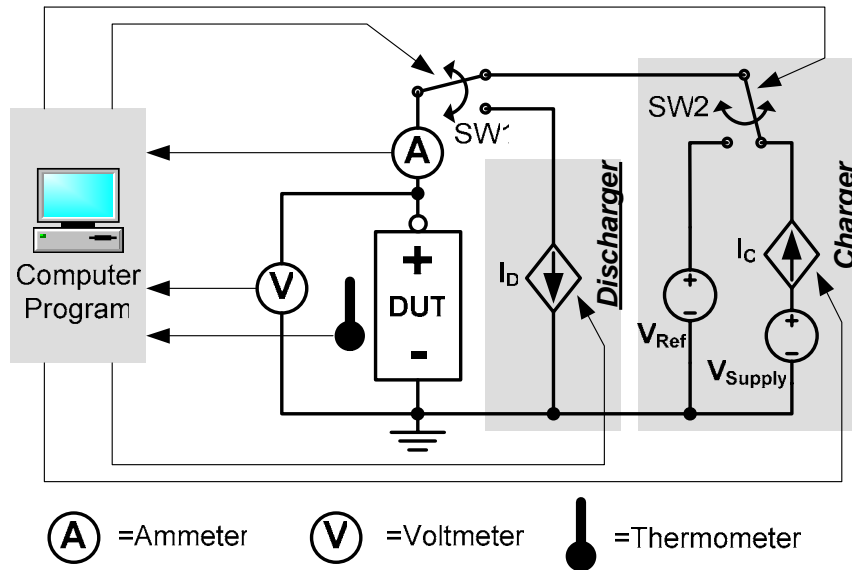 SW1
SW2
A
Computer
Program
V
+
DUT
-
I_D
Discharger
+
-
V_Ref
I_C
Charger
+
-
V_Supply
A =Ammeter
V =Voltmeter
=Thermometer